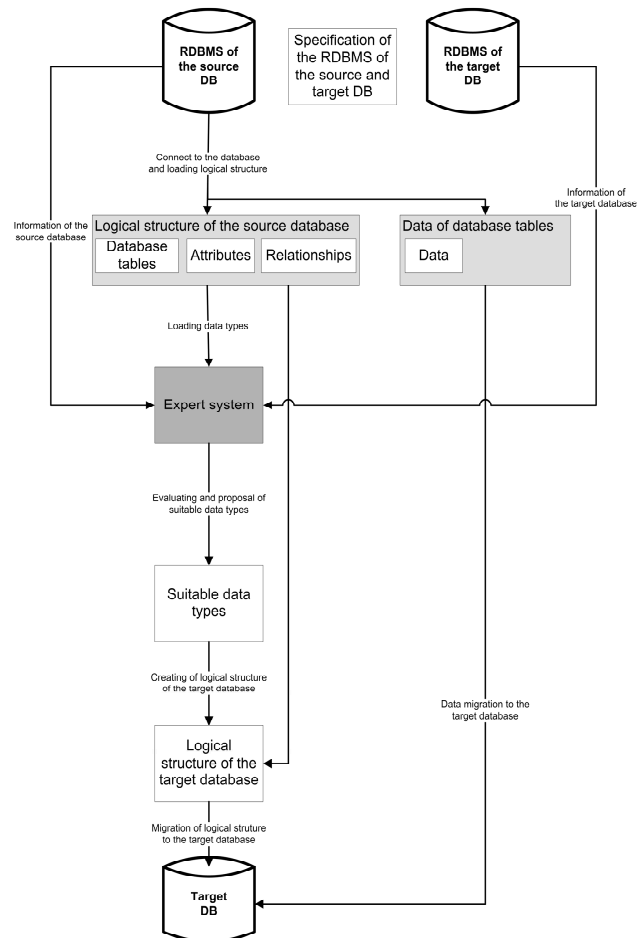 RDBMS of
the source
DB
Specification of
the RDBMS of
the source and
target DB
RDBMS of
the target
DB
Connect to the database
and loading logical structure
Information of the
source database
Information of
the target database
Logical structure of the source database
Database
tables
Attributes
Relationships
Data of database tables
Data
Loading data types
Expert system
Evaluating and proposal of
suitable data types
Suitable data
types
Creating of logical structure
of the target database
Data migration to the
target database
Logical
structure of the
target database
Migration of logical struture
to the target database
Target
DB